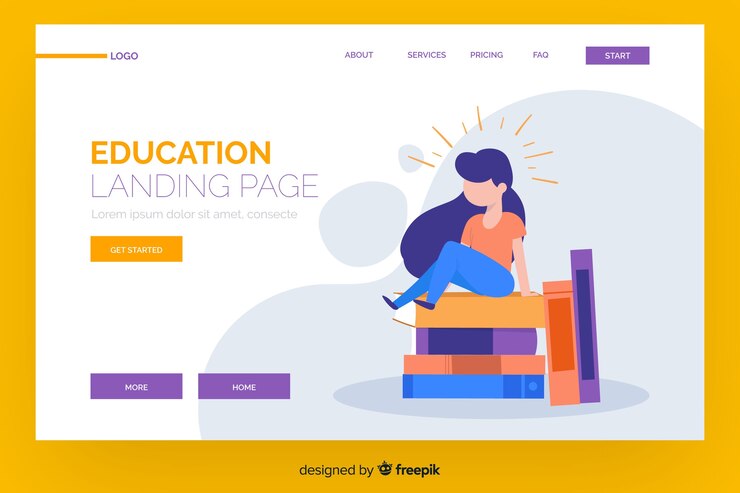 LOGO
ABOUT SERVICES PRICING FAQ START
EDUCATION
LANDING PAGE
Lorem ipsum dolor sit amet, consecte
GET STARTED
MORE HOME
designed by freepik